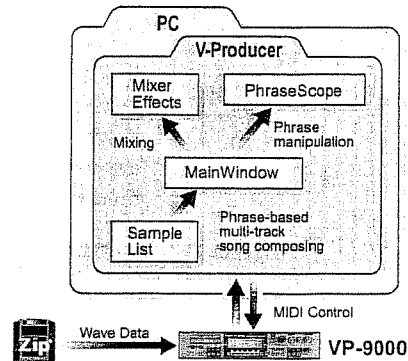 PC
V-Producer
Mixer
Effects
PhraseScope
Mixing
Phrase
manipulation
MainWindow
Sample
List
Phrase-based
multi-track
song composing
MIDI Control
Zip
Wave Data
VP-9000